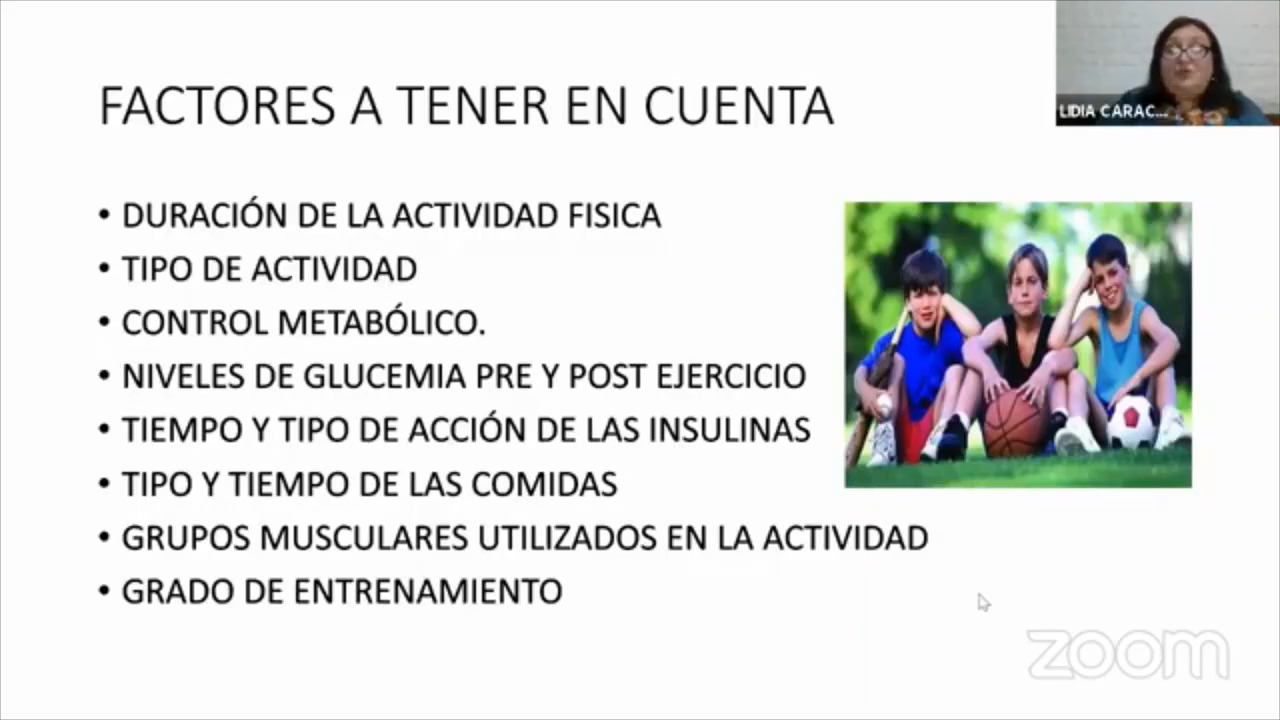 FACTORES A TENER EN CUENTA
LIDIA CARAC...
• DURACIÓN DE LA ACTIVIDAD FISICA
• TIPO DE ACTIVIDAD
• CONTROL METABÓLICO.
• NIVELES DE GLUCEMIA PRE Y POST EJERCICIO
• TIEMPO Y TIPO DE ACCIÓN DE LAS INSULINAS
• TIPO Y TIEMPO DE LAS COMIDAS
• GRUPOS MUSCULARES UTILIZADOS EN LA ACTIVIDAD
• GRADO DE ENTRENAMIENTO
zoom